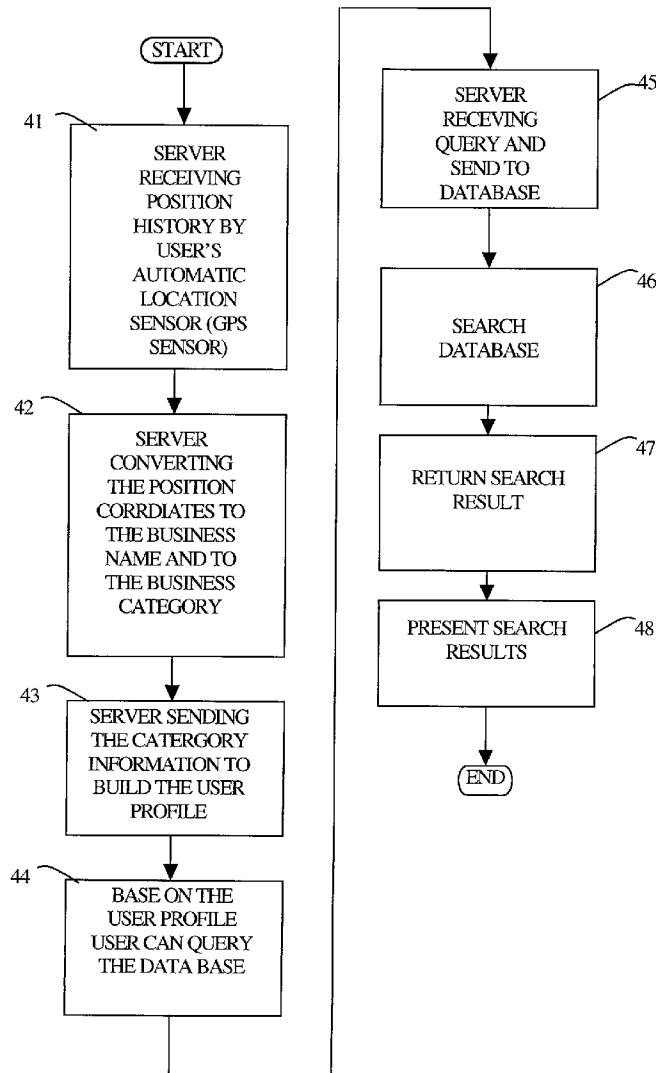 START
41
SERVER
RECEIVING
POSITION
HISTORY BY
USER'S
AUTOMATIC
LOCATION
SENSOR (GPS
SENSOR)
42
SERVER
CONVERTING
THE POSITION
CORRDIATES TO
THE BUSINESS
NAME AND TO
THE BUSINESS
CATEGORY
43
SERVER SENDING
THE CATERGORY
INFORMATION TO
BUILD THE USER
PROFILE
44
BASE ON THE
USER PROFILE
USER CAN QUERY
THE DATA BASE
45
SERVER
RECEVING
QUERY AND
SEND TO
DATABASE
46
SEARCH
DATABASE
47
RETURN SEARCH
RESULT
48
PRESENT SEARCH
RESULTS
END